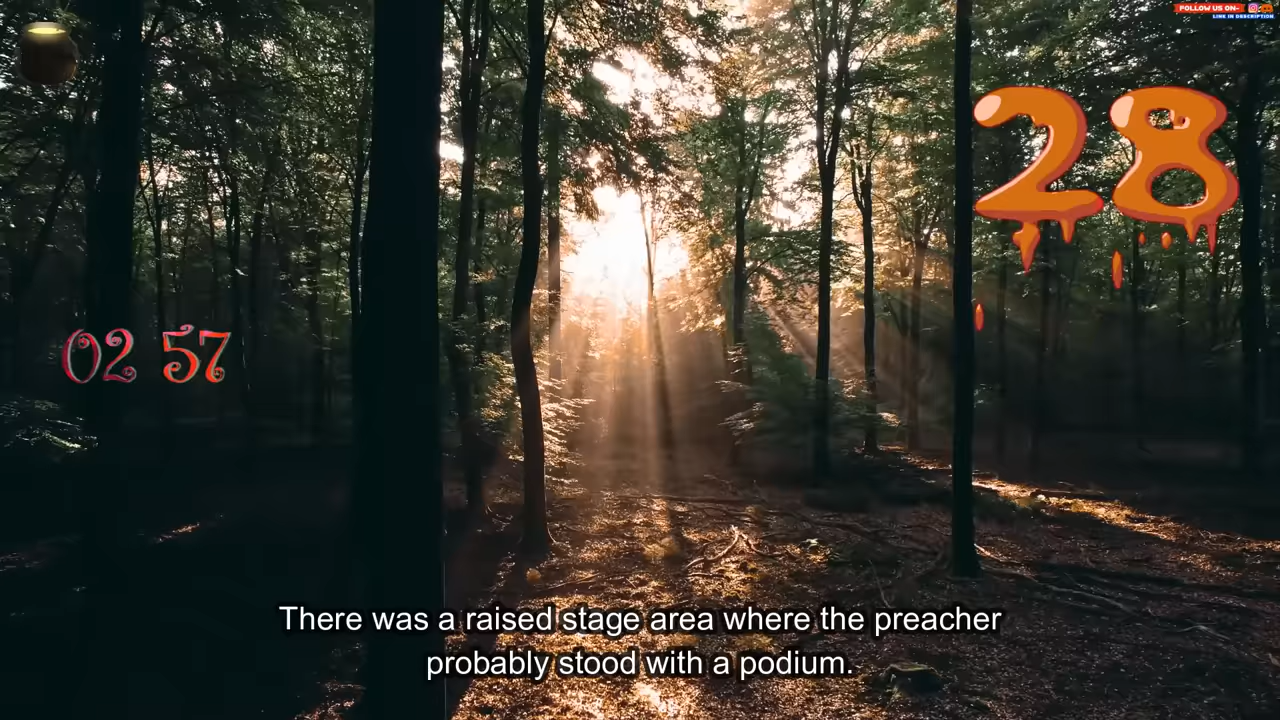 FOLLOW US ON-
LINK IN DESCRIPTION
28
02 57
There was a raised stage area where the preacher
probably stood with a podium.